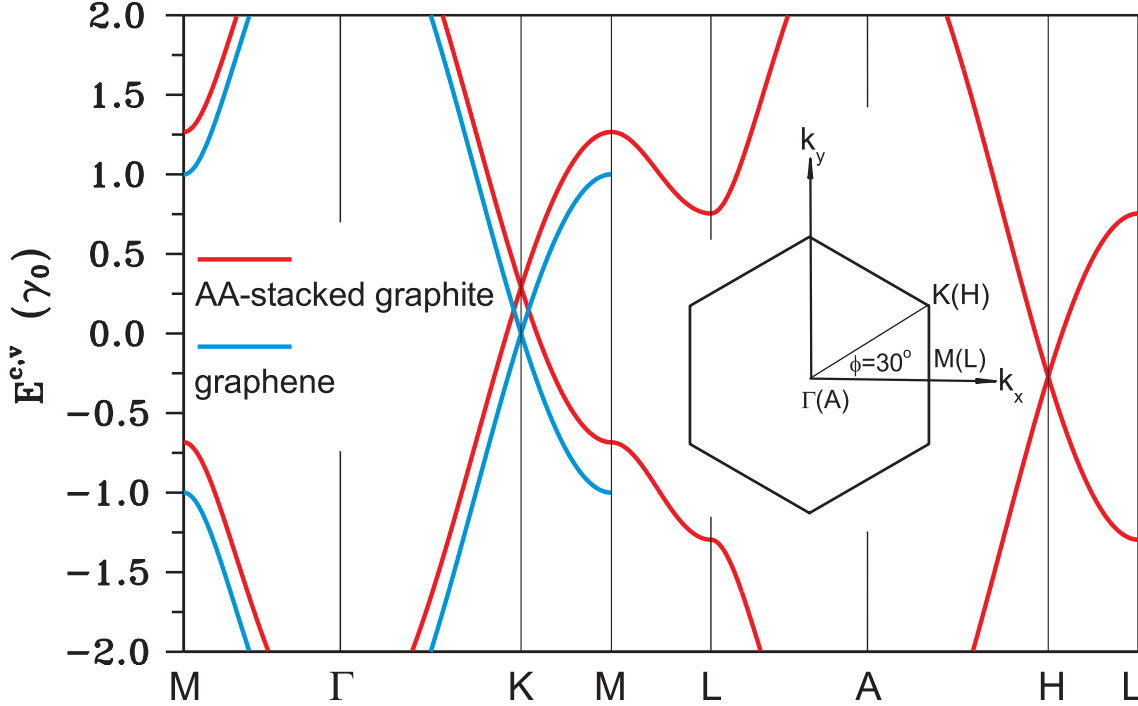 2.0
1.5
1.0
0.5
0.0
−0.5
−1.0
−1.5
−2.0
E^{c,v} (γ₀)
AA-stacked graphite
graphene
k_y
K(H)
ϕ=30°
M(L)
k_x
Γ(A)
M Γ K M L A H L